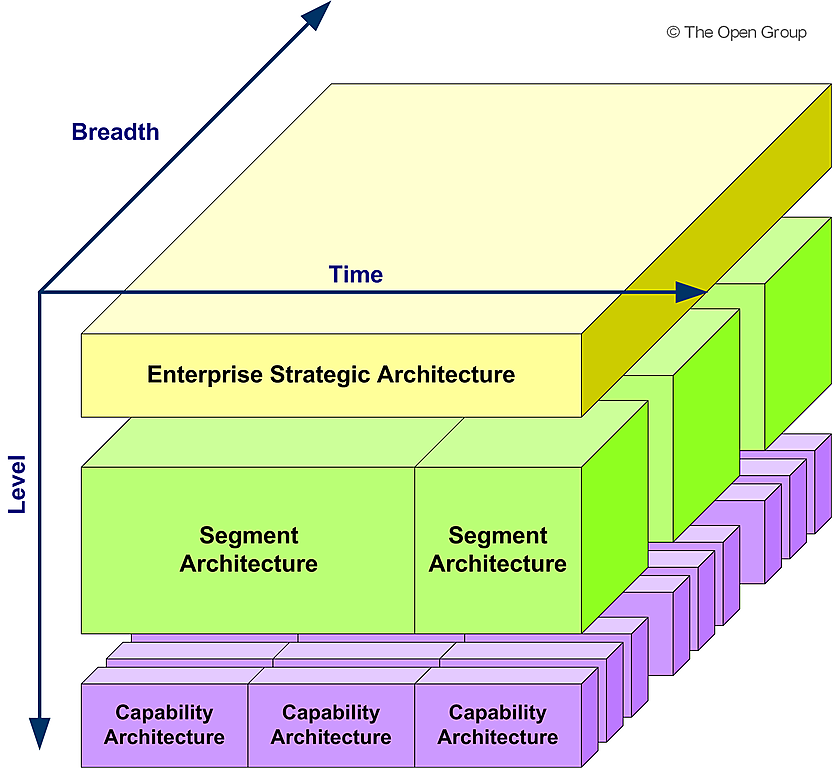 © The Open Group
Breadth
Time
Enterprise Strategic Architecture
Level
Segment
Architecture
Segment
Architecture
Capability
Architecture
Capability
Architecture
Capability
Architecture